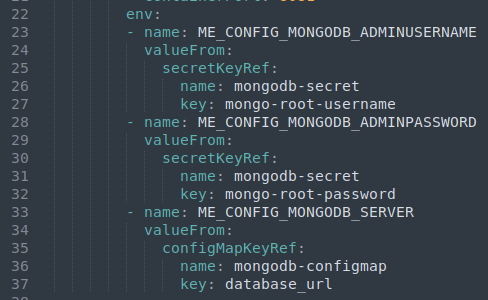 22 env:
23 - name: ME_CONFIG_MONGODB_ADMINUSERNAME
24 valueFrom:
25 secretKeyRef:
26 name: mongodb-secret
27 key: mongo-root-username
28 - name: ME_CONFIG_MONGODB_ADMINPASSWORD
29 valueFrom:
30 secretKeyRef:
31 name: mongodb-secret
32 key: mongo-root-password
33 - name: ME_CONFIG_MONGODB_SERVER
34 valueFrom:
35 configMapKeyRef:
36 name: mongodb-configmap
37 key: database_url